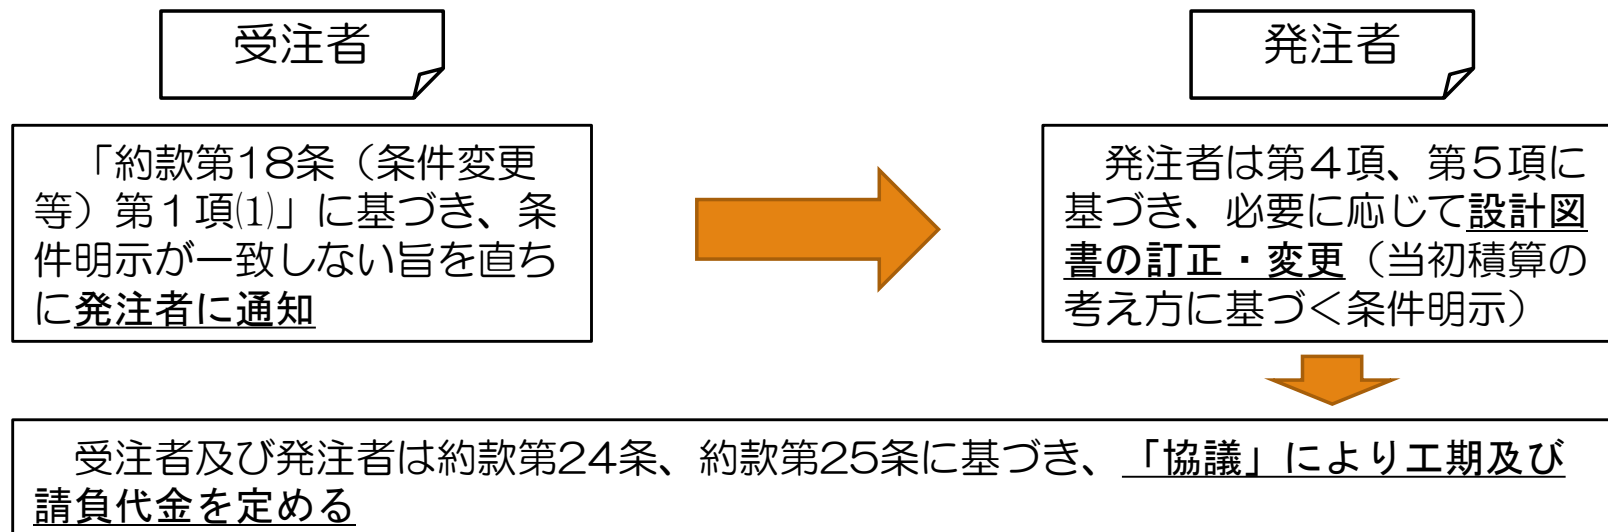 受注者
「約款第18条（条件変更
等）第１項⑴」に基づき、条
件明示が一致しない旨を直ち
に発注者に通知
発注者
発注者は第４項、第５項に
基づき、必要に応じて設計図
書の訂正・変更（当初積算の
考え方に基づく条件明示）
受注者及び発注者は約款第24条、約款第25条に基づき、「協議」により工期及び
請負代金を定める